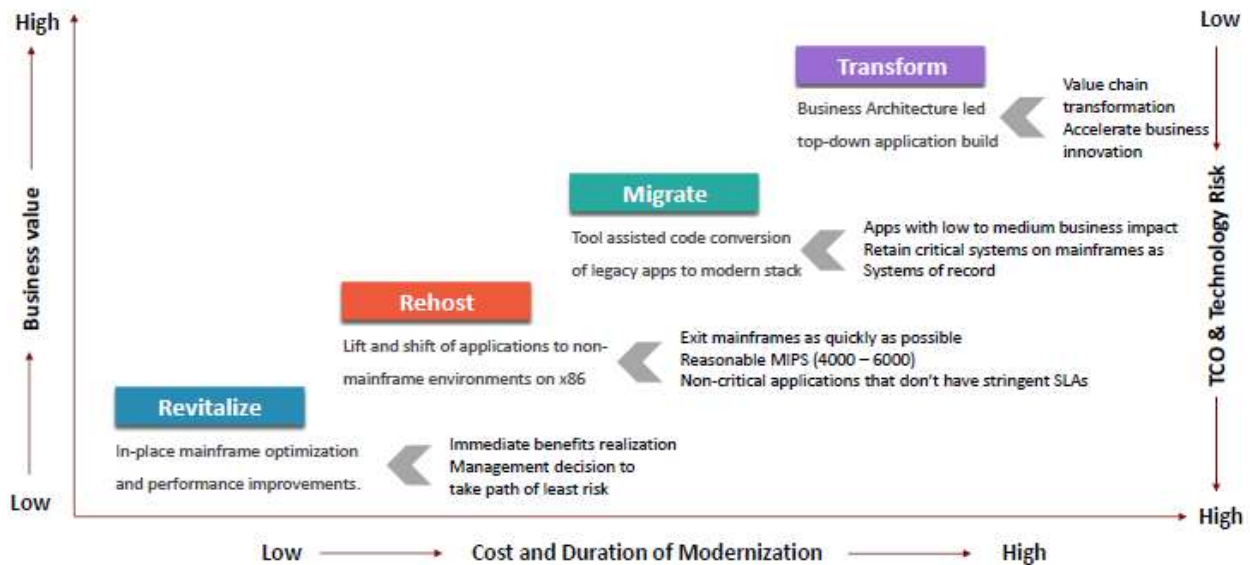 High
Low
Transform
Business Architecture led
top-down application build
Value chain
transformation
Accelerate business
innovation
Migrate
Tool assisted code conversion
of legacy apps to modern stack
Apps with low to medium business impact
Retain critical systems on mainframes as
Systems of record
Rehost
Lift and shift of applications to non-
mainframe environments on x86
Exit mainframes as quickly as possible
Reasonable MIPS (4000 – 6000)
Non-critical applications that don't have stringent SLAs
Revitalize
In-place mainframe optimization
and performance improvements.
Immediate benefits realization
Management decision to
take path of least risk
Business value
TCO & Technology Risk
Low
High
Low
Cost and Duration of Modernization
High